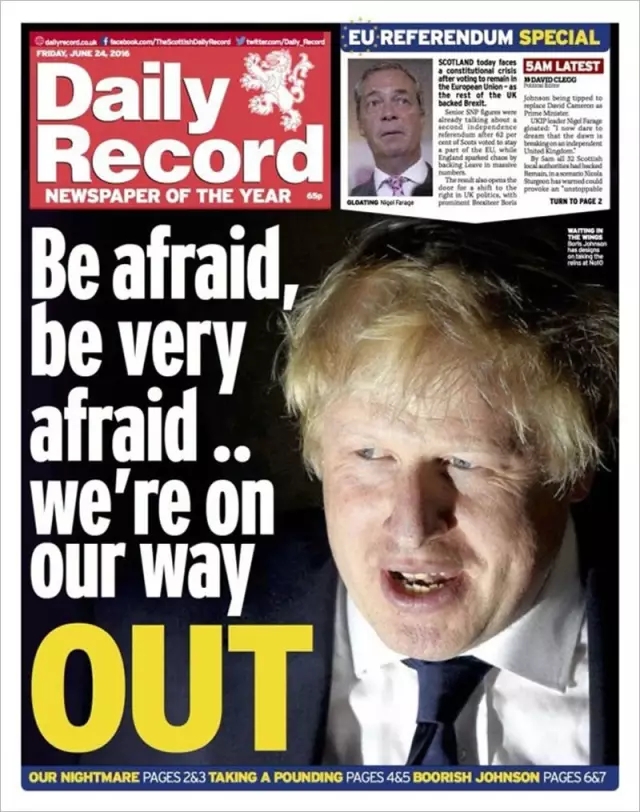 dailyrecord.co.uk facebook.com/TheScottishDailyRecord twitter.com/Daily_Record
FRIDAY, JUNE 24, 2016
Daily
Record
NEWSPAPER OF THE YEAR 65p
EU REFERENDUM SPECIAL
SCOTLAND today faces
a constitutional crisis
after voting to remain in
the European Union – as
the rest of the UK
backed Brexit.
Senior SNP figures were
already talking about a
second independence
referendum after 62 per
cent of Scots voted to stay
a part of the EU, while
England sparked chaos by
backing Leave in massive
numbers.
The result also opens the
door for a shift to the
right in UK politics, with
prominent Brexiteer Boris
5AM LATEST
DAVID CLEGG
Political Editor
Johnson being tipped to
replace David Cameron as
Prime Minister.
UKIP leader Nigel Farage
gloated: "I now dare to
dream that the dawn is
breaking on an independent
United Kingdom."
By 5am all 32 Scottish
local authorities had backed
Remain, in a scenario Nicola
Sturgeon has warned could
provoke an "unstoppable
TURN TO PAGE 2
GLOATING Nigel Farage
WAITING IN
THE WINGS
Boris Johnson
has designs
on taking the
reins at No10
Be afraid,
be very
afraid ..
we're on
our way
OUT
OUR NIGHTMARE PAGES 2&3 TAKING A POUNDING PAGES 4&5 BOORISH JOHNSON PAGES 6&7